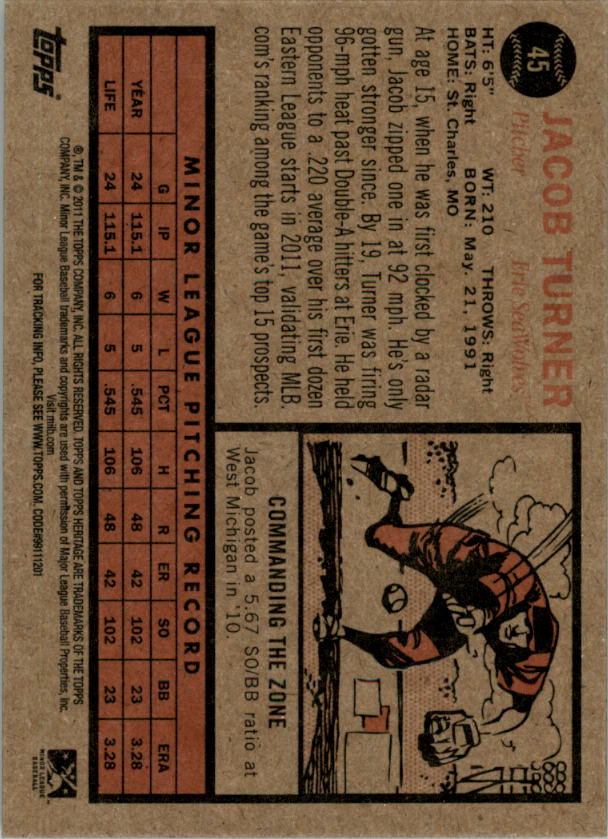 45
JACOB TURNER
Pitcher Erie SeaWolves
HT: 6'5" WT: 210 THROWS: Right
BATS: Right BORN: May. 21, 1991
HOME: St. Charles, MO
At age 15, when he was first clocked by a radar
gun, Jacob zipped one in at 92 mph. He's only
gotten stronger since. By 19, Turner was firing
96-mph heat past Double-A hitters at Erie. He held
opponents to a .220 average over his first dozen
Eastern League starts in 2011, validating MLB.
com's ranking among the game's top 15 prospects.
COMMANDING THE ZONE
Jacob posted a 5.67 SO/BB ratio at
West Michigan in '10.
MINOR LEAGUE PITCHING RECORD
G IP W L PCT H R ER SO BB ERA
YEAR 24 115.1 6 5 .545 106 48 42 102 23 3.28
LIFE 24 115.1 6 5 .545 106 48 42 102 23 3.28
topps
®, TM & © 2011 THE TOPPS COMPANY, INC. ALL RIGHTS RESERVED. TOPPS AND TOPPS HERITAGE ARE TRADEMARKS OF THE TOPPS
COMPANY, INC. Minor League Baseball trademarks and copyrights are used with permission of Major League Baseball Properties, Inc.
Visit milb.com
FOR TRACKING INFO, PLEASE SEE WWW.TOPPS.COM. CODE#99111201
MINOR LEAGUE
BASEBALL